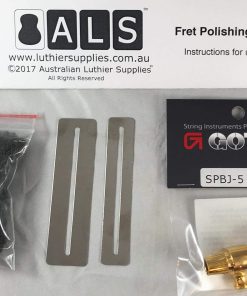 ALS
www.luthiersupplies.com.au
©2017 Australian Luthier Supplies
All Rights Reserved
Fret Polishing
Instructions for
String Instruments
GOT
SPBJ-5